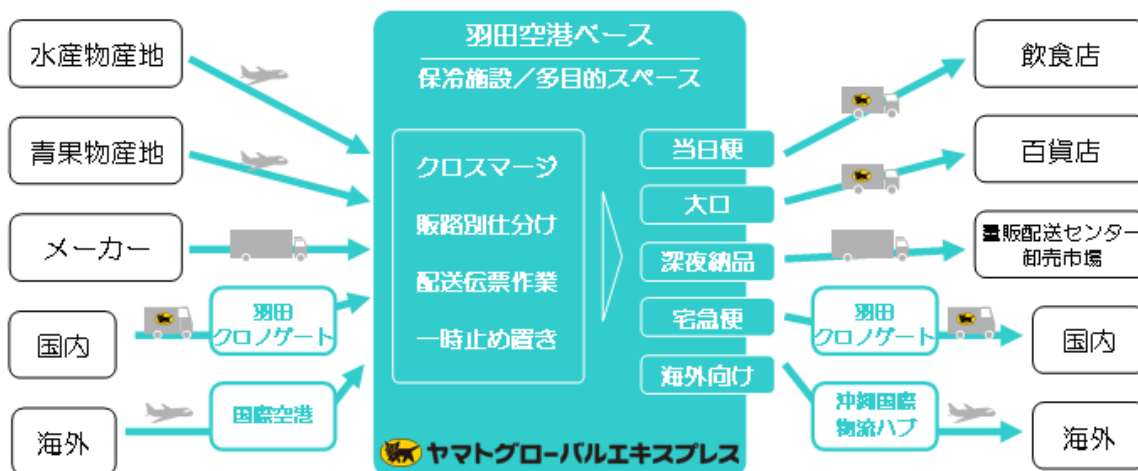 水産物産地
青果物産地
メーカー
国内
羽田
クロノゲート
海外
国際空港
羽田空港ベース
保冷施設／多目的スペース
クロスマージ
販路別仕分け
配送伝票作業
一時止め置き
当日便
大口
深夜納品
宅急便
海外向け
ヤマトグローバルエキスプレス
飲食店
百貨店
量販配送センター
卸売市場
羽田
クロノゲート
国内
沖縄国際
物流ハブ
海外